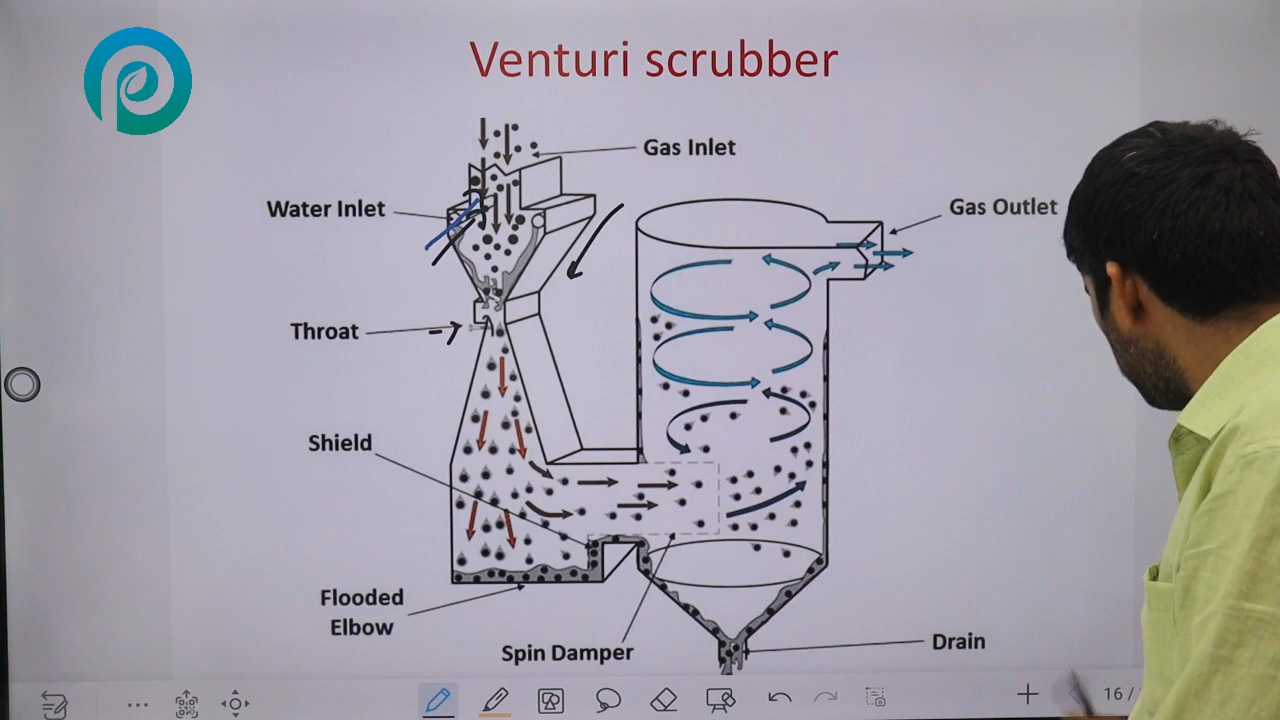 Venturi scrubber
Gas Inlet
Water Inlet
Gas Outlet
Throat
Shield
Flooded
Elbow
Spin Damper
Drain
16 /